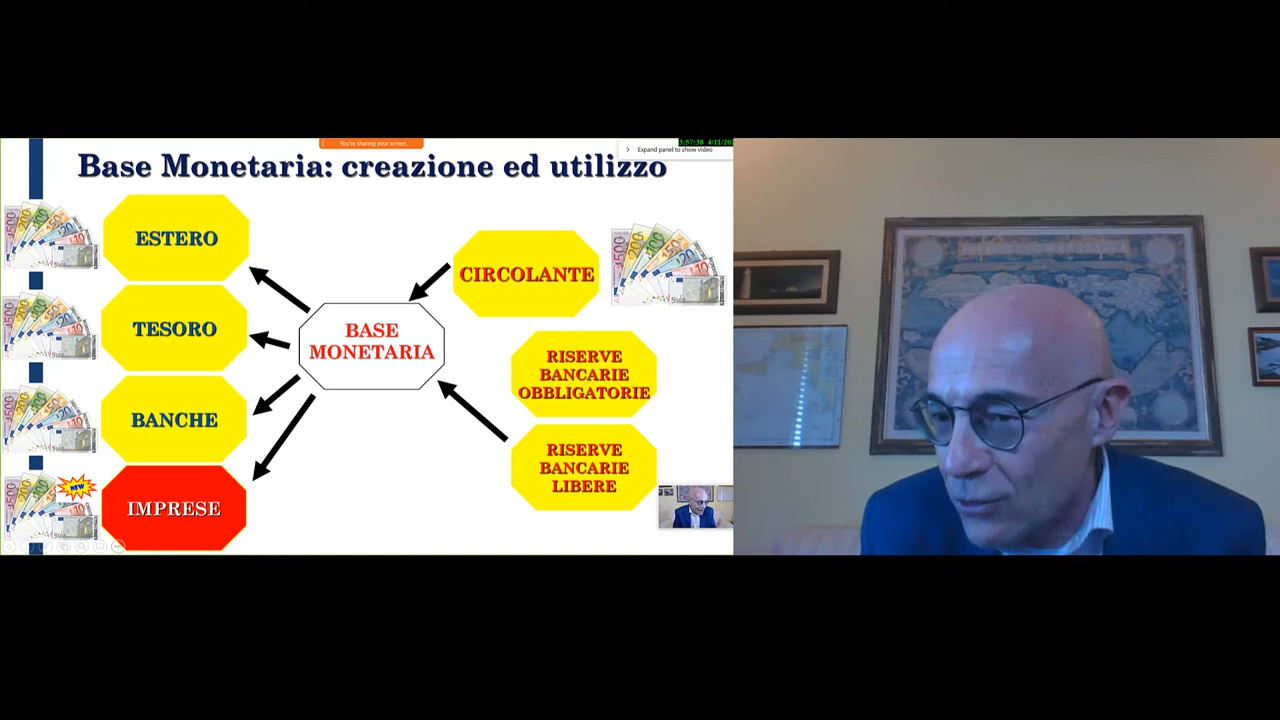 You're sharing your screen.
Expand panel to show video
Base Monetaria: creazione ed utilizzo
ESTERO
TESORO
BANCHE
NEW
IMPRESE
BASE
MONETARIA
CIRCOLANTE
RISERVE
BANCARIE
OBBLIGATORIE
RISERVE
BANCARIE
LIBERE